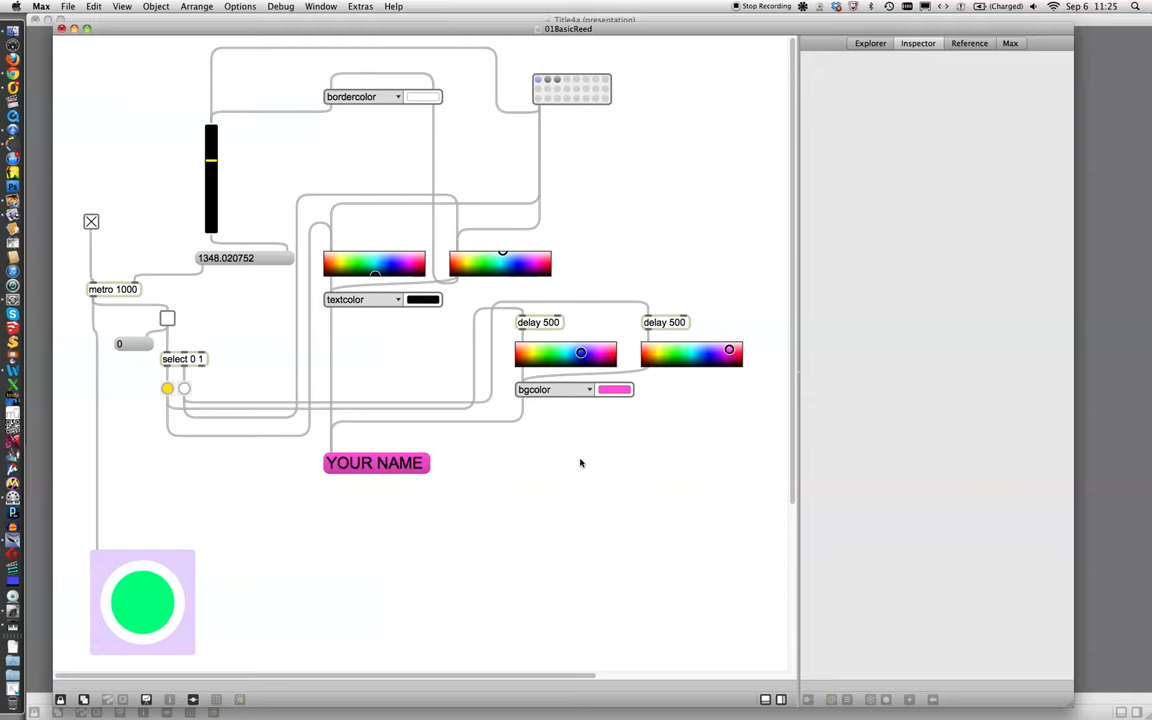 Max File Edit View Object Arrange Options Debug Window Extras Help
Stop Recording
(Charged)
Sep 6 11:25
Title4a (presentation)
01BasicReed
Explorer Inspector Reference Max
bordercolor
1348.020752
metro 1000
textcolor
delay 500
delay 500
0
select 0 1
bgcolor
YOUR NAME